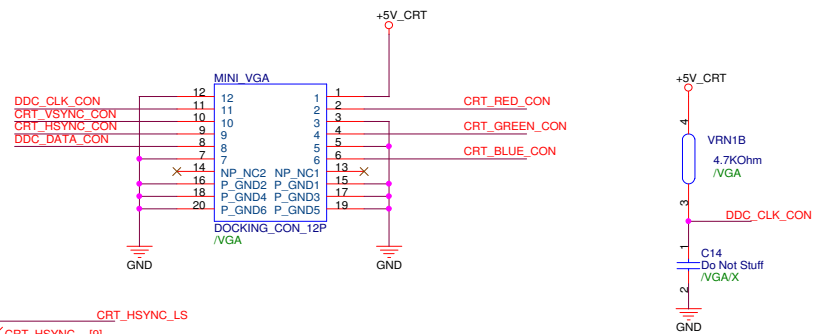 +5V_CRT
MINI_VGA
12 12 1 1
DDC_CLK_CON 11 11 2 2 CRT_RED_CON
CRT_VSYNC_CON 10 10 3 3
CRT_HSYNC_CON 9 9 4 4 CRT_GREEN_CON
DDC_DATA_CON 8 8 5 5
7 7 6 6 CRT_BLUE_CON
14 NP_NC2 NP_NC1 13
16 P_GND2 P_GND1 15
18 P_GND4 P_GND3 17
20 P_GND6 P_GND5 19
DOCKING_CON_12P
/VGA
GND
GND
+5V_CRT
4
VRN1B
4.7KOhm
/VGA
3
DDC_CLK_CON
1
C14
Do Not Stuff
/VGA/X
2
GND
CRT_HSYNC_LS
CRT_HSYNC [9]